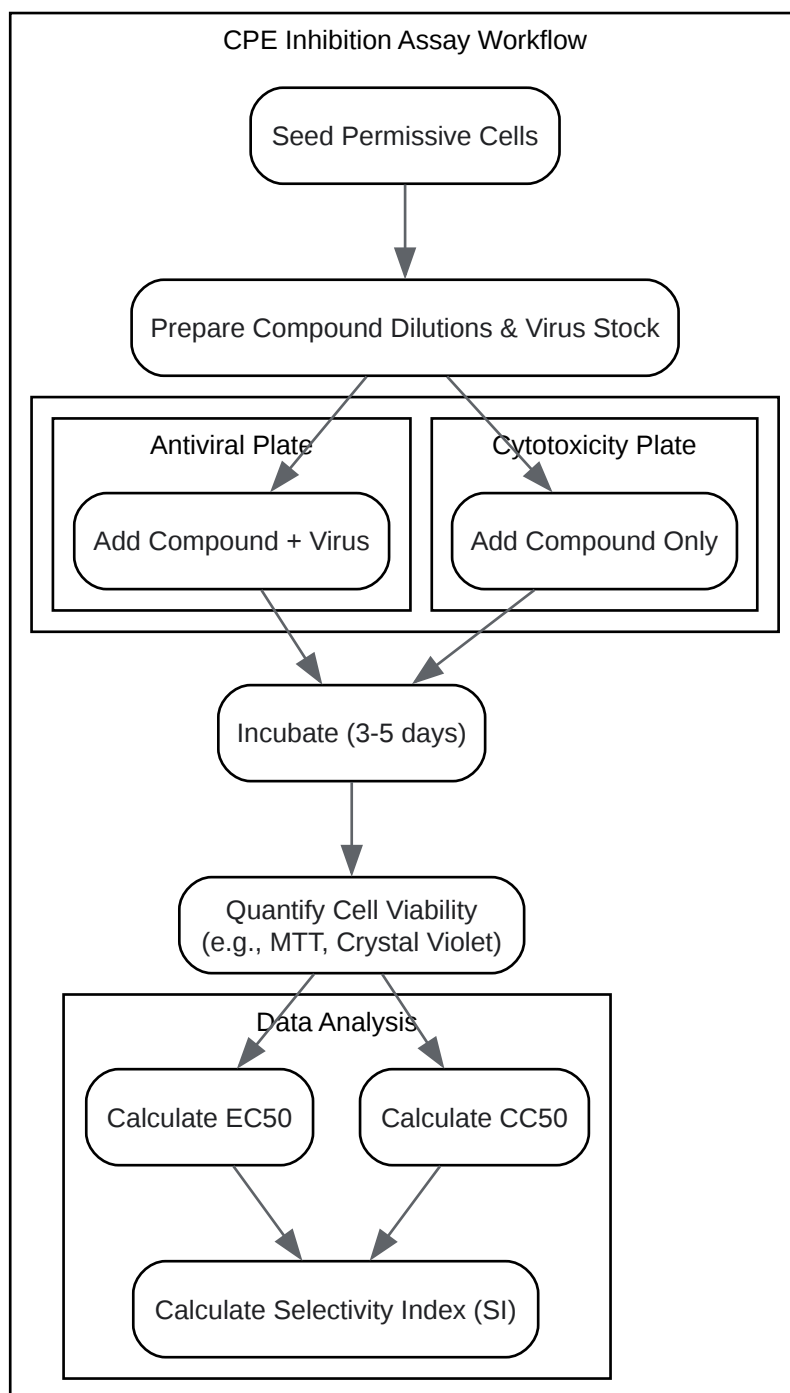 CPE Inhibition Assay Workflow
Seed Permissive Cells
Prepare Compound Dilutions & Virus Stock
Antiviral Plate
Cytotoxicity Plate
Add Compound + Virus
Add Compound Only
Incubate (3-5 days)
Quantify Cell Viability
(e.g., MTT, Crystal Violet)
Data Analysis
Calculate EC50
Calculate CC50
Calculate Selectivity Index (SI)